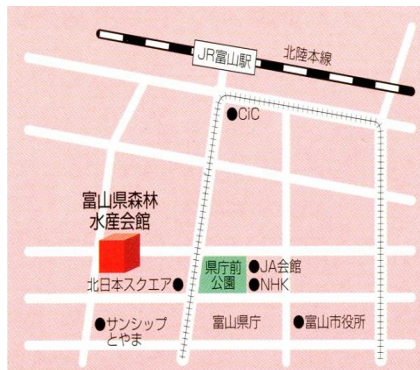 北陸本線
JR富山駅
CiC
富山県森林
水産会館
県庁前
公園
JA会館
NHK
北日本スクエア
サンシップ
とやま
富山県庁
富山市役所